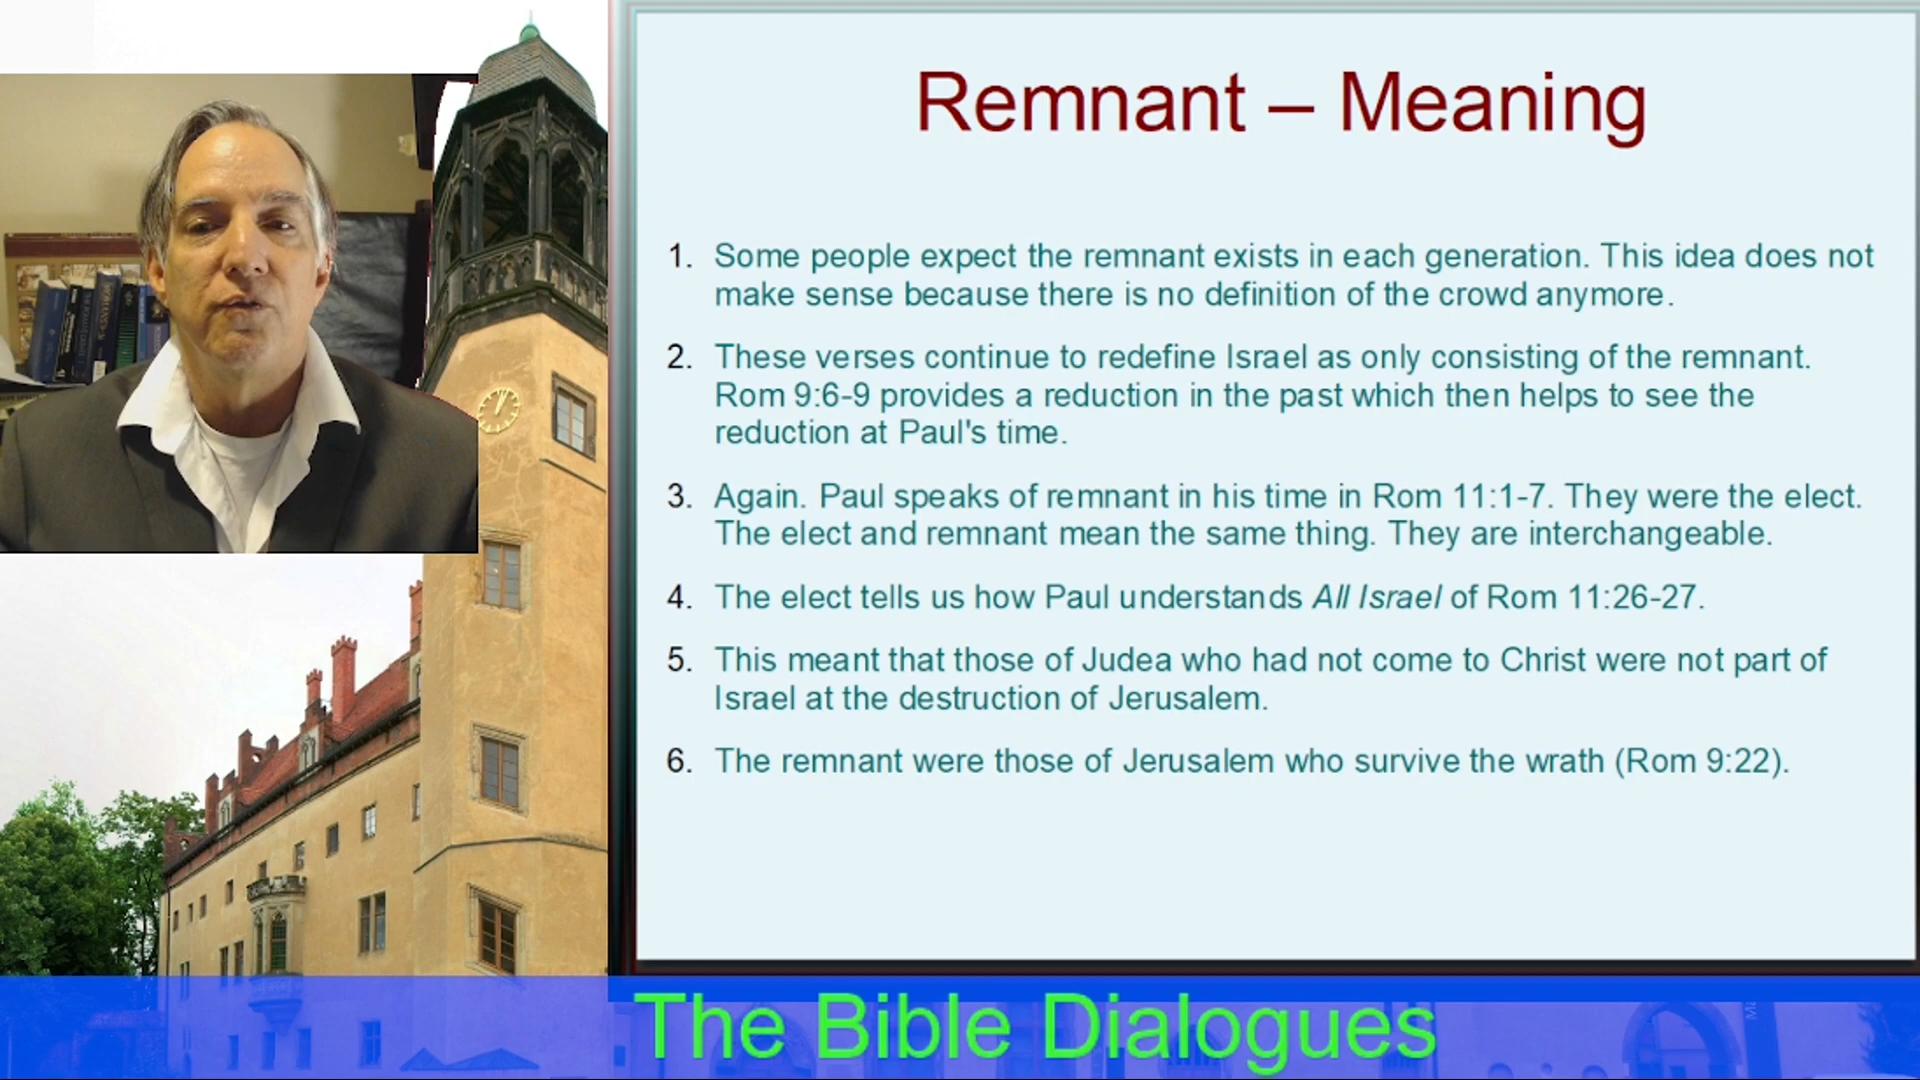 Remnant – Meaning
1. Some people expect the remnant exists in each generation. This idea does not
make sense because there is no definition of the crowd anymore.
2. These verses continue to redefine Israel as only consisting of the remnant.
Rom 9:6-9 provides a reduction in the past which then helps to see the
reduction at Paul's time.
3. Again. Paul speaks of remnant in his time in Rom 11:1-7. They were the elect.
The elect and remnant mean the same thing. They are interchangeable.
4. The elect tells us how Paul understands All Israel of Rom 11:26-27.
5. This meant that those of Judea who had not come to Christ were not part of
Israel at the destruction of Jerusalem.
6. The remnant were those of Jerusalem who survive the wrath (Rom 9:22).
The Bible Dialogues